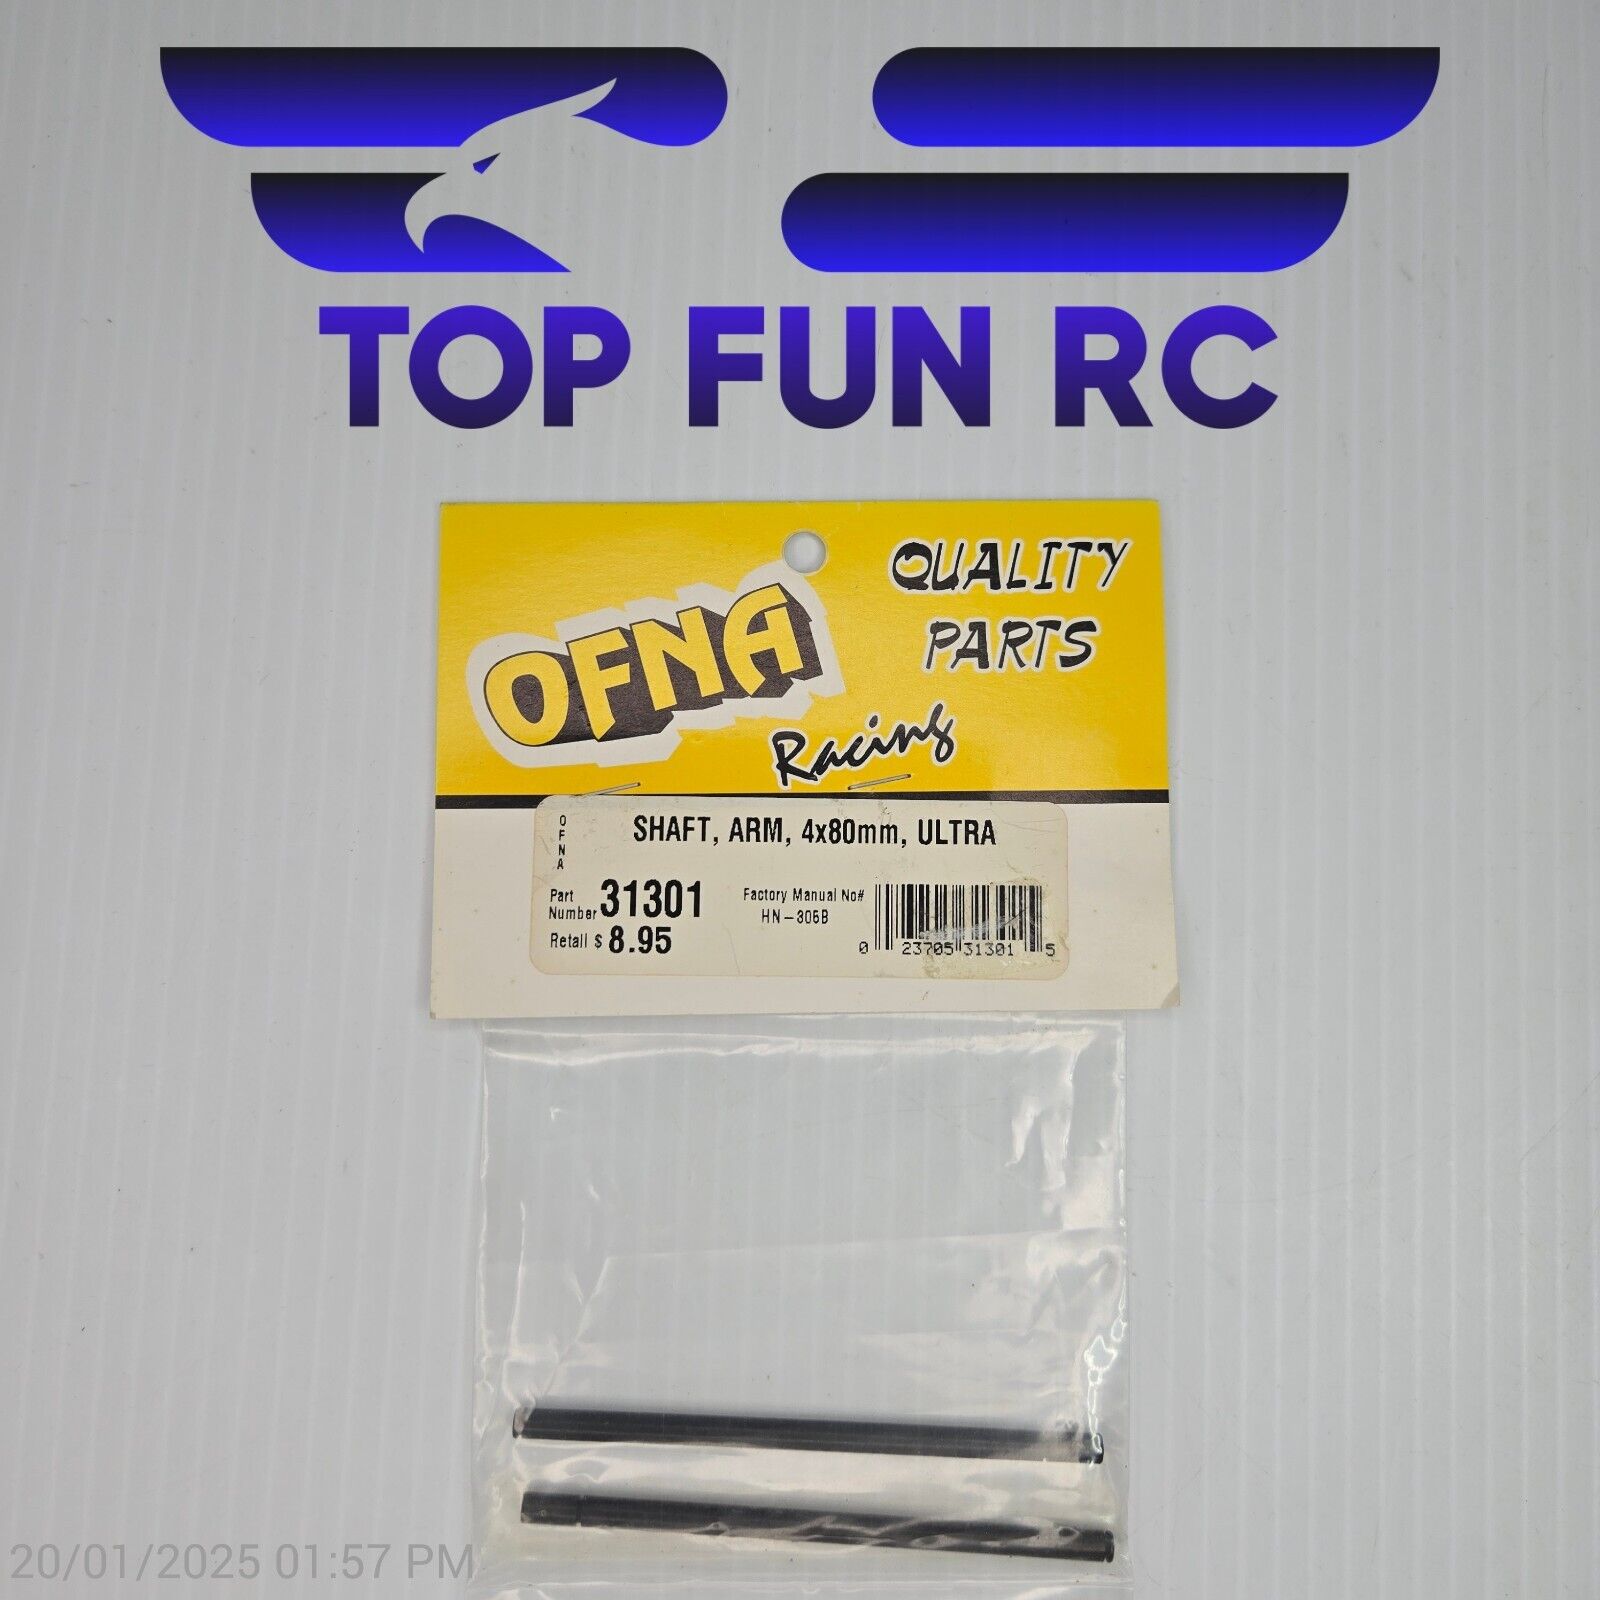 TOP FUN RC
QUALITY
PARTS
OFNA
Racing
OFNA
SHAFT, ARM, 4x80mm, ULTRA
Part
Number 31301
Factory Manual No#
HN-306B
Retail $ 8.95
0 23705 31301 5
20/01/2025 01:57 PM